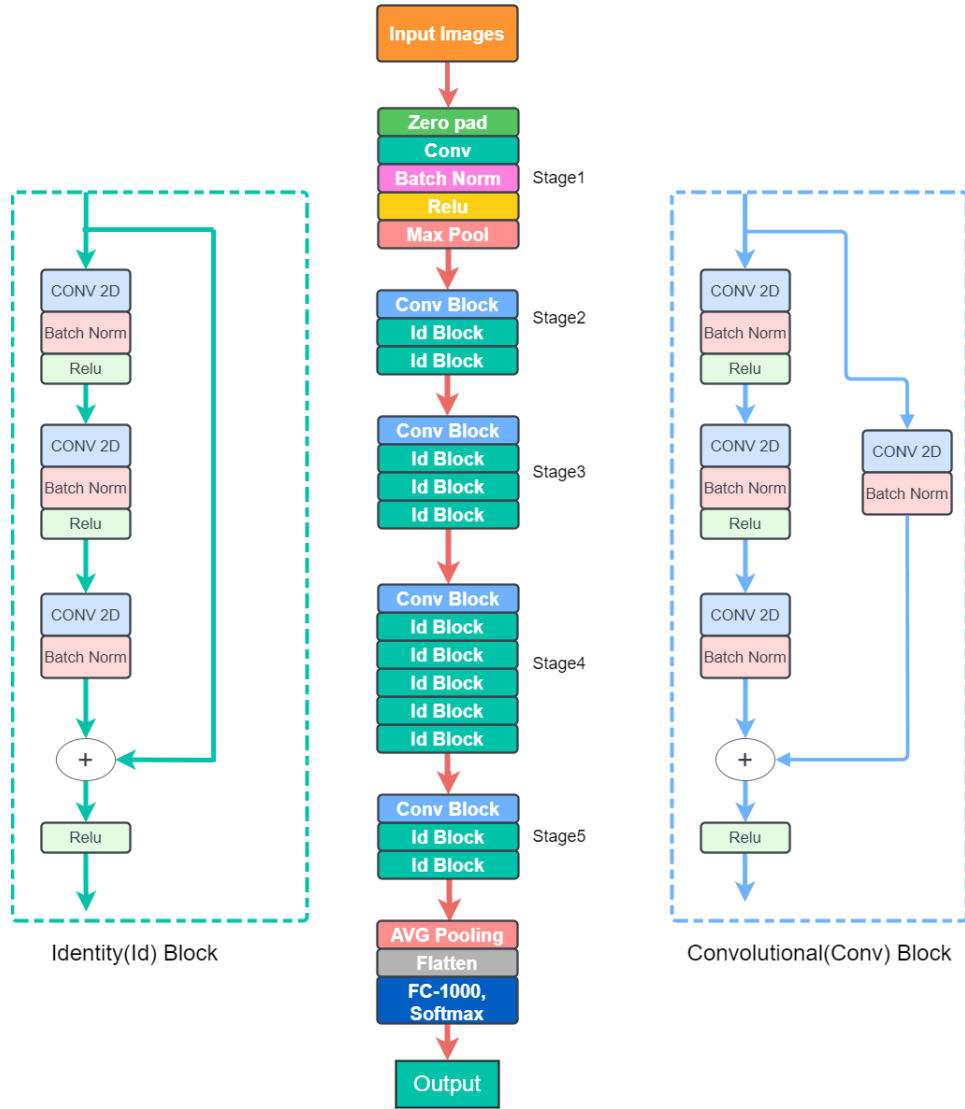 Input Images
Zero pad
Conv
Batch Norm
Relu
Max Pool
Stage1
Conv Block
Id Block
Id Block
Stage2
Conv Block
Id Block
Id Block
Id Block
Stage3
Conv Block
Id Block
Id Block
Id Block
Id Block
Id Block
Stage4
Conv Block
Id Block
Id Block
Stage5
AVG Pooling
Flatten
FC-1000,
Softmax
Output
CONV 2D
Batch Norm
Relu
CONV 2D
Batch Norm
Relu
CONV 2D
Batch Norm
+
Relu
Identity(Id) Block
CONV 2D
Batch Norm
Relu
CONV 2D
Batch Norm
Relu
CONV 2D
Batch Norm
CONV 2D
Batch Norm
+
Relu
Convolutional(Conv) Block